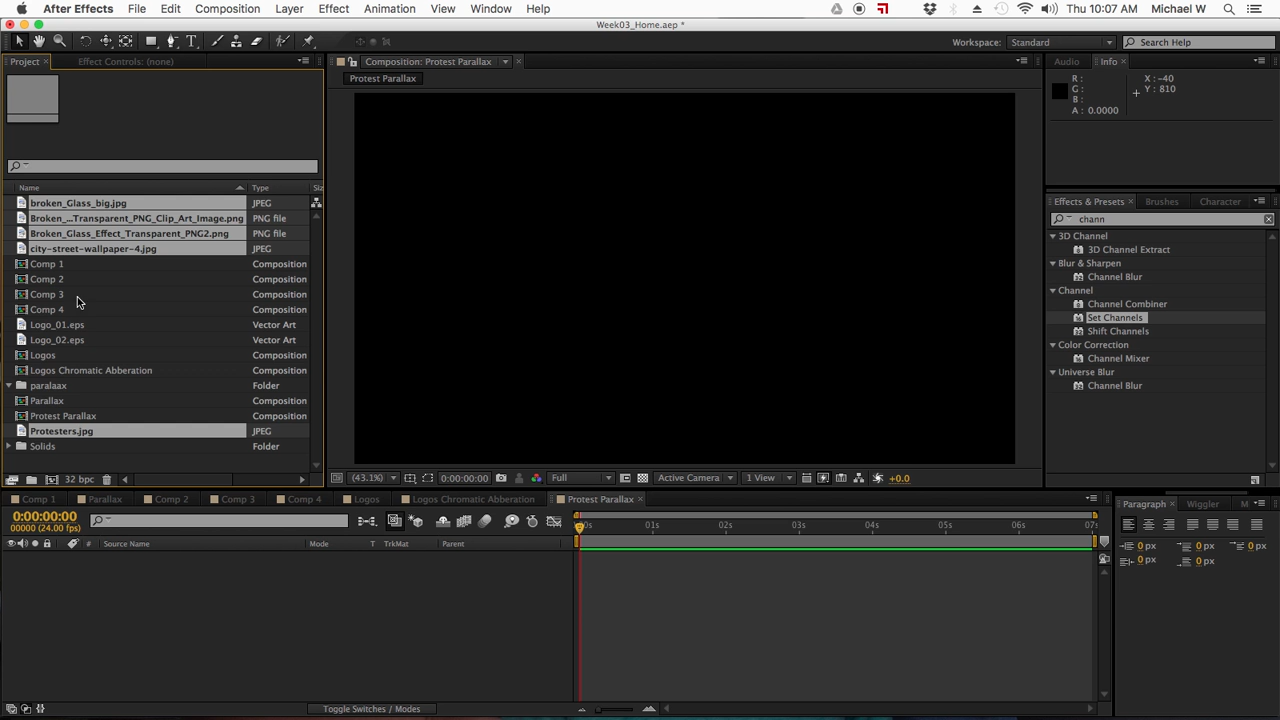 After Effects File Edit Composition Layer Effect Animation View Window Help Thu 10:07 AM Michael W
Week03_Home.aep *
Workspace: Standard Search Help
Project Effect Controls: (none) Composition: Protest Parallax Audio Info
Protest Parallax
R: X: -40
G: Y: 810
B:
A: 0.0000
Name Type Siz
broken_Glass_big.jpg JPEG
Broken_...Transparent_PNG_Clip_Art_Image.png PNG file
Broken_Glass_Effect_Transparent_PNG2.png PNG file
city-street-wallpaper-4.jpg JPEG
Comp 1 Composition
Comp 2 Composition
Comp 3 Composition
Comp 4 Composition
Logo_01.eps Vector Art
Logo_02.eps Vector Art
Logos Composition
Logos Chromatic Abberation Composition
paralaax Folder
Parallax Composition
Protest Parallax Composition
Protesters.jpg JPEG
Solids Folder
32 bpc
Effects & Presets Brushes Character
chann
3D Channel
3D Channel Extract
Blur & Sharpen
Channel Blur
Channel
Channel Combiner
Set Channels
Shift Channels
Color Correction
Channel Mixer
Universe Blur
Channel Blur
(43.1%) 0:00:00:00 Full Active Camera 1 View +0.0
Comp 1 Parallax Comp 2 Comp 3 Comp 4 Logos Logos Chromatic Abberation Protest Parallax
0:00:00:00
00000 (24.00 fps)
0s 01s 02s 03s 04s 05s 06s 07s
# Source Name Mode T TrkMat Parent
Toggle Switches / Modes
Paragraph Wiggler M
0 px 0 px 0 px
0 px 0 px